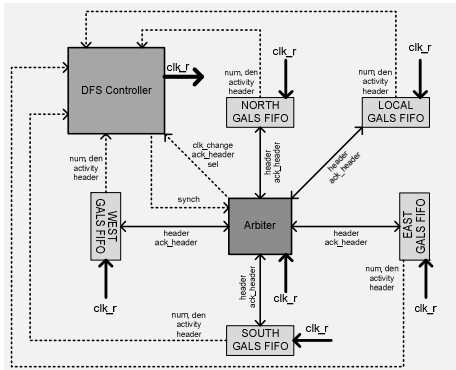 clk_r
clk_r
clk_r
DFS Controller
num, den
activity
header
num, den
activity
header
NORTH
GALS FIFO
LOCAL
GALS FIFO
clk_change
ack_header
sel
num, den
activity
header
header
ack_header
header
ack_header
synch
WEST
GALS FIFO
Arbiter
EAST
GALS FIFO
header
ack_header
header
ack_header
header
ack_header
num, den
activity
header
clk_r
clk_r
clk_r
num, den
activity
header
SOUTH
GALS FIFO
clk_r